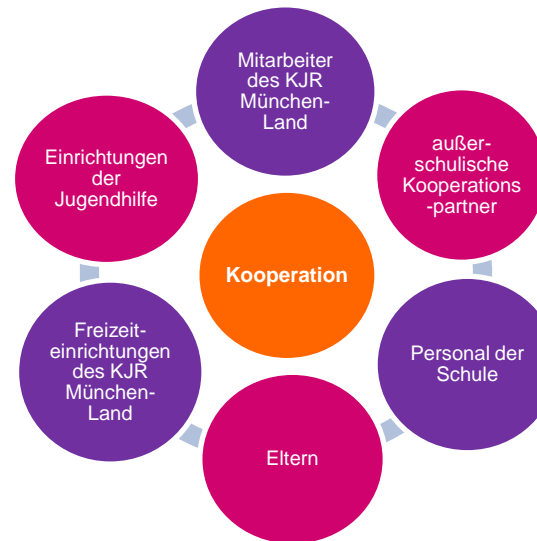 Mitarbeiter
des KJR
München-
Land
außer-
schulische
Kooperations
-partner
Personal der
Schule
Eltern
Freizeit-
einrichtungen
des KJR
München-
Land
Einrichtungen
der
Jugendhilfe
Kooperation